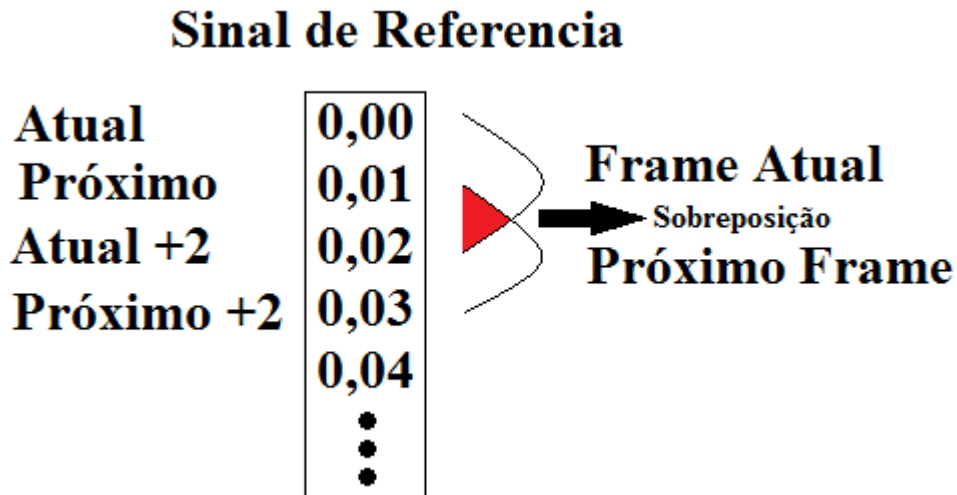 Sinal de Referencia
Atual
Próximo
Atual +2
Próximo +2
0,00
0,01
0,02
0,03
0,04
Frame Atual
Sobreposição
Próximo Frame